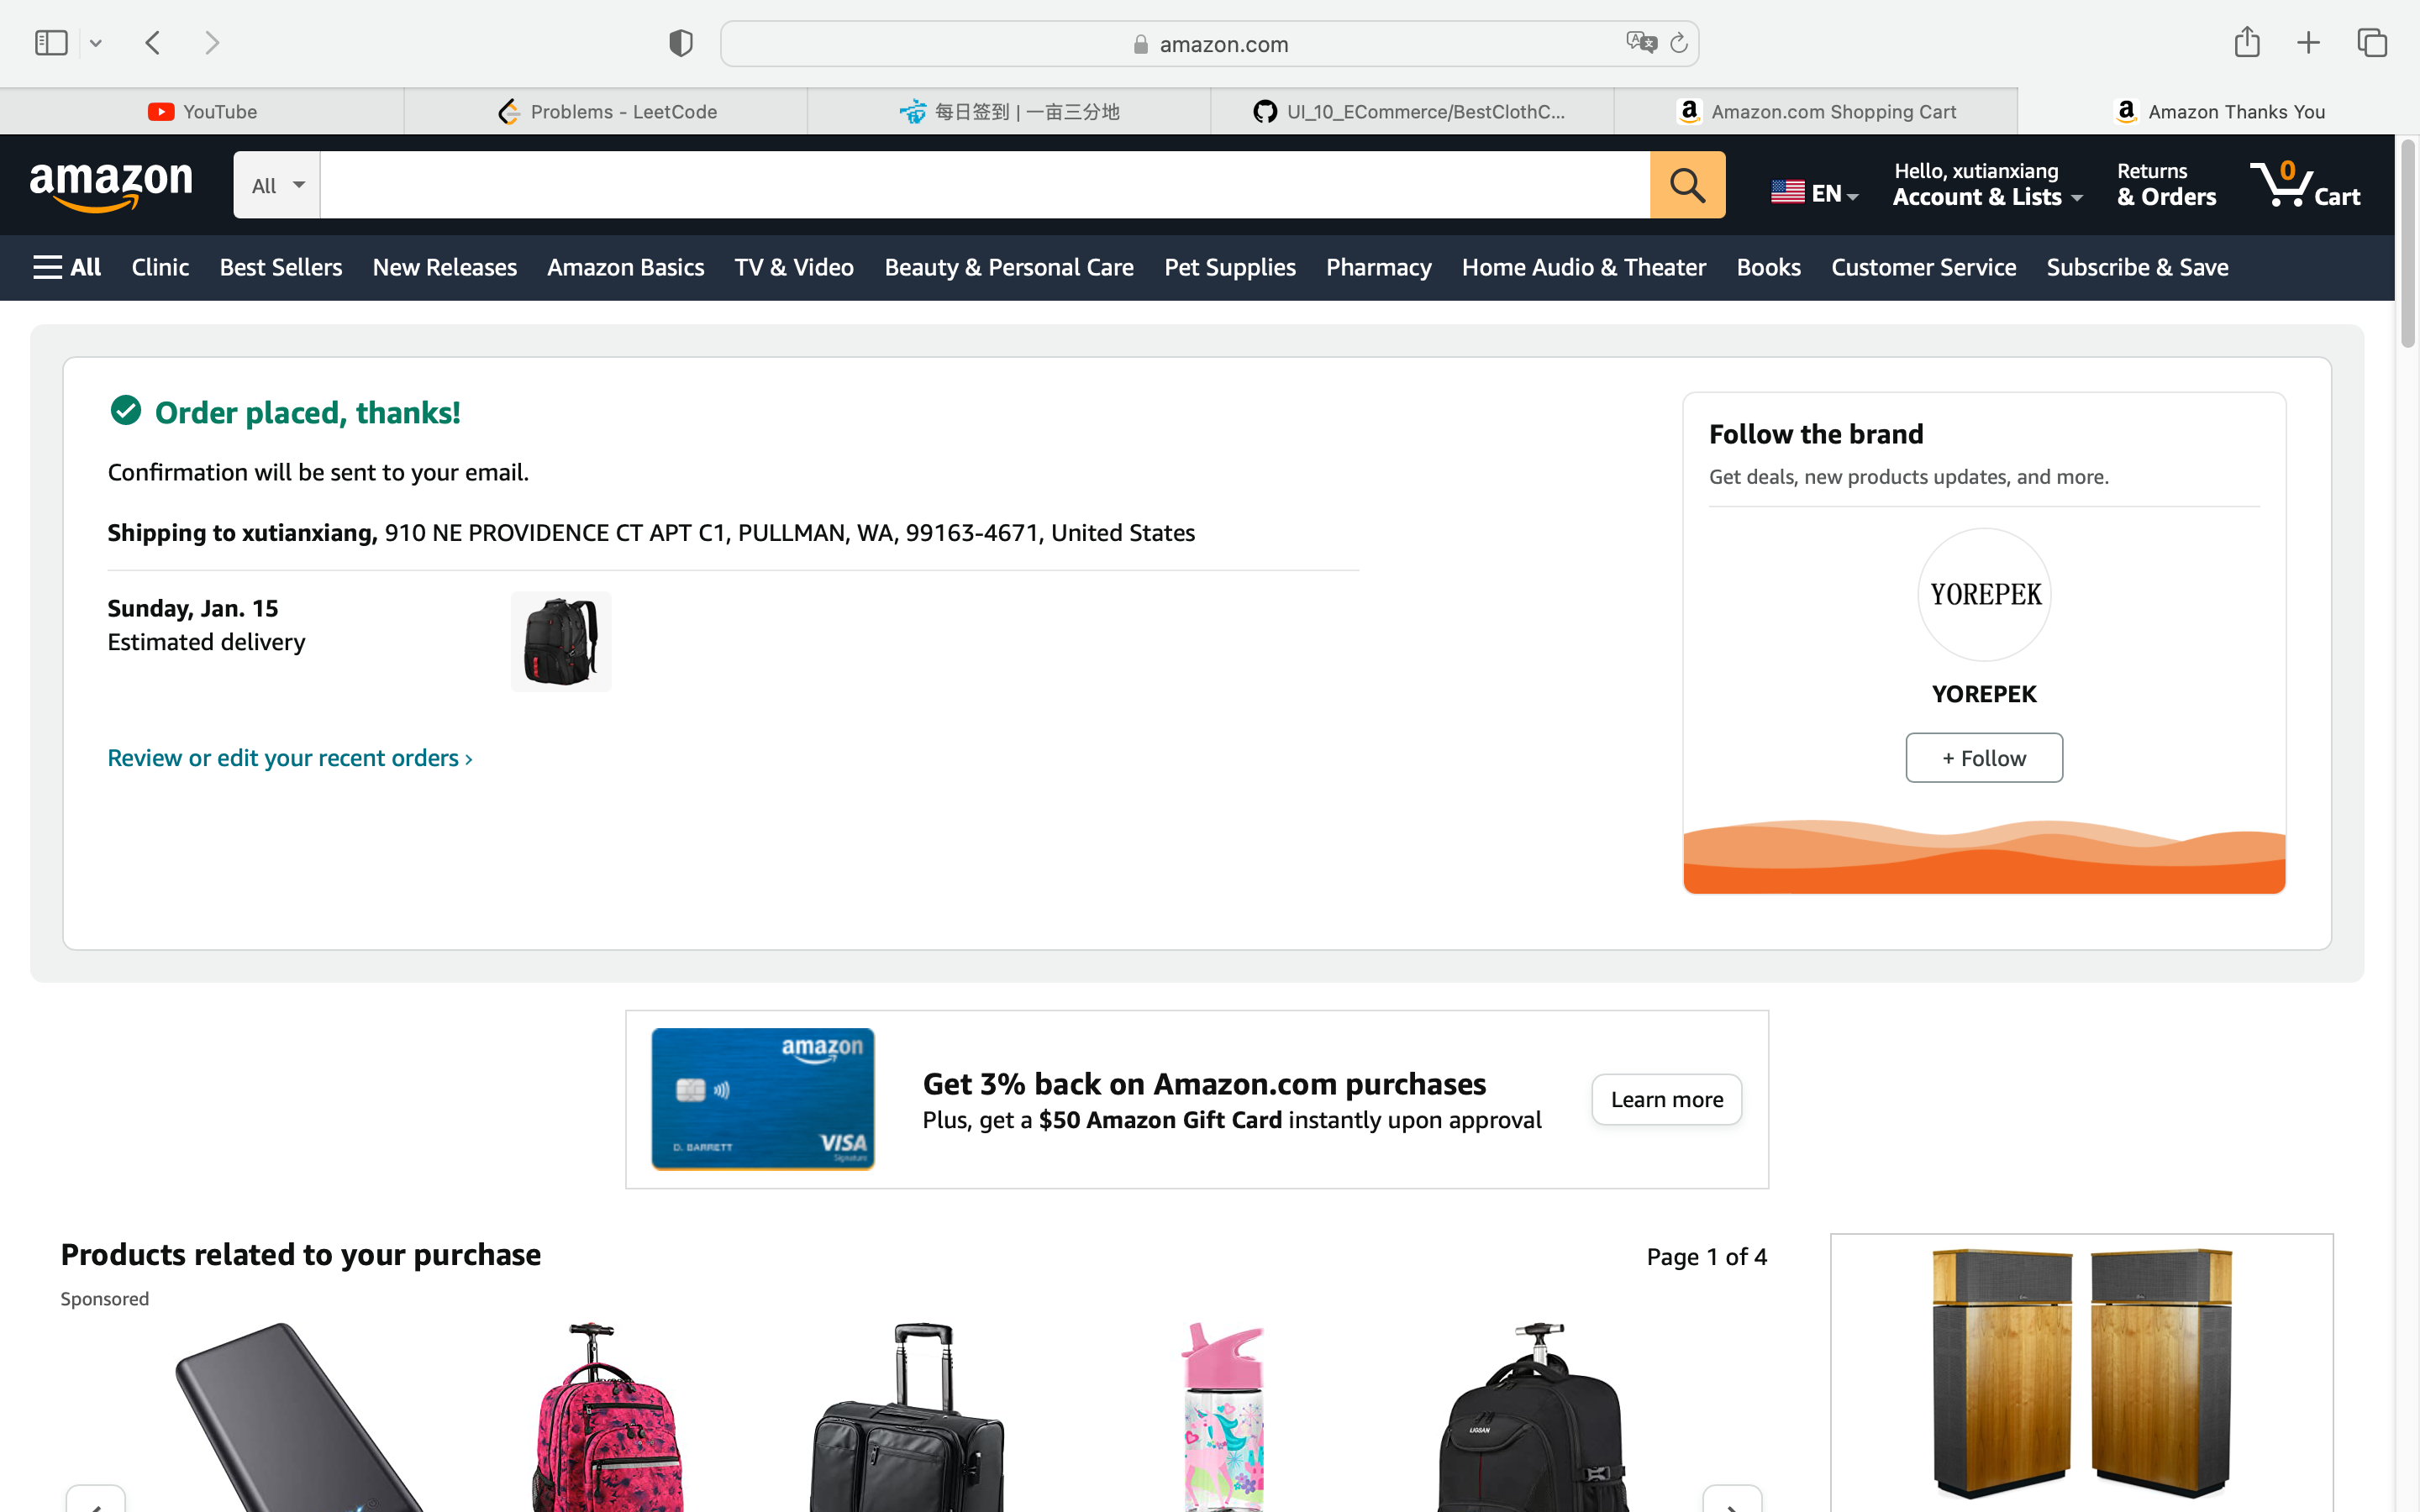 amazon.com
YouTube
Problems - LeetCode
每日签到 | 一亩三分地
UI_10_ECommerce/BestClothC...
Amazon.com Shopping Cart
Amazon Thanks You
amazon
All
EN
Hello, xutianxiang
Account & Lists
Returns
& Orders
0
Cart
All
Clinic
Best Sellers
New Releases
Amazon Basics
TV & Video
Beauty & Personal Care
Pet Supplies
Pharmacy
Home Audio & Theater
Books
Customer Service
Subscribe & Save
Order placed, thanks!
Confirmation will be sent to your email.
Shipping to xutianxiang, 910 NE PROVIDENCE CT APT C1, PULLMAN, WA, 99163-4671, United States
Sunday, Jan. 15
Estimated delivery
Review or edit your recent orders ›
Follow the brand
Get deals, new products updates, and more.
YOREPEK
YOREPEK
+ Follow
amazon
D. BARRETT
VISA
Signature
Get 3% back on Amazon.com purchases
Plus, get a $50 Amazon Gift Card instantly upon approval
Learn more
Products related to your purchase
Page 1 of 4
Sponsored
UGSAN